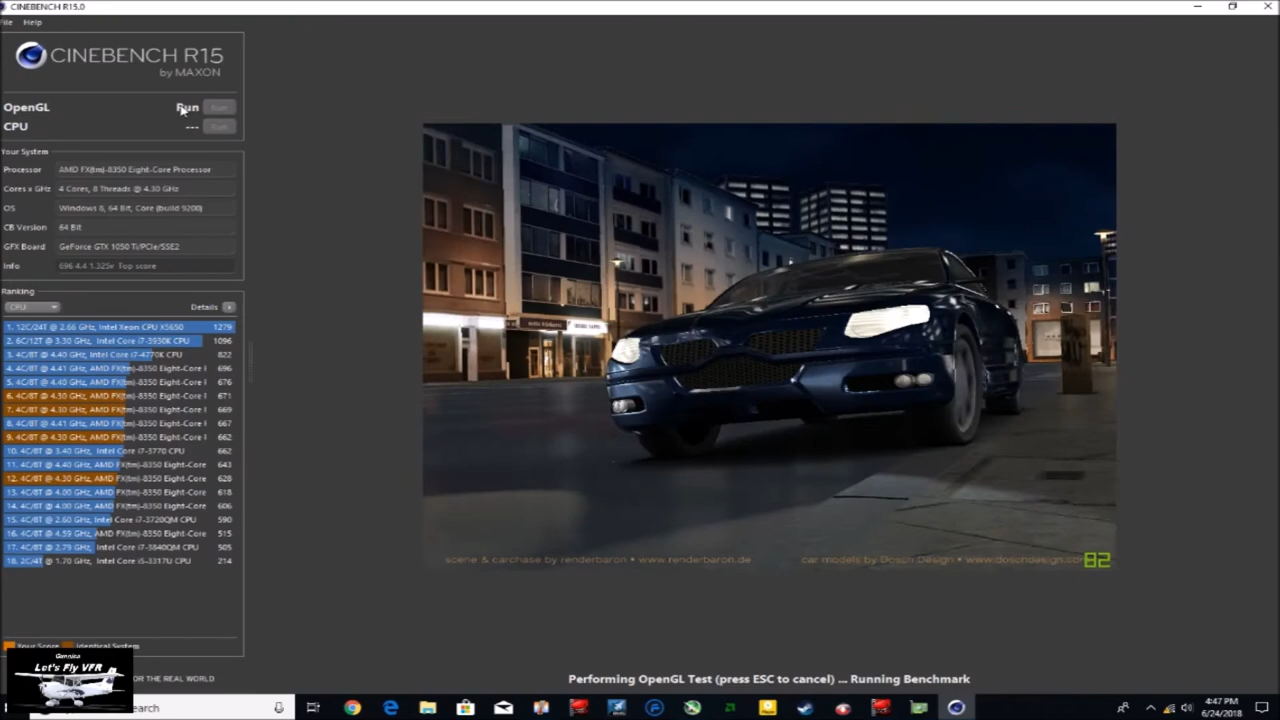 CINEBENCH R15.0
File Help
CINEBENCH R15
by MAXON
OpenGL Run Run
CPU --- Run
Your System
Processor AMD FX(tm)-8350 Eight-Core Processor
Cores x GHz 4 Cores, 8 Threads @ 4.30 GHz
OS Windows 8, 64 Bit, Core (build 9200)
CB Version 64 Bit
GFX Board GeForce GTX 1050 Ti/PCIe/SSE2
Info 696 4.4 1.325v Top score
Ranking
CPU Details
1. 12C/24T @ 2.66 GHz, Intel Xeon CPU X5650 1279
2. 6C/12T @ 3.30 GHz, Intel Core i7-3930K CPU 1096
3. 4C/8T @ 4.40 GHz, Intel Core i7-4770K CPU 822
4. 4C/8T @ 4.41 GHz, AMD FX(tm)-8350 Eight-Core 696
5. 4C/8T @ 4.40 GHz, AMD FX(tm)-8350 Eight-Core 676
6. 4C/8T @ 4.30 GHz, AMD FX(tm)-8350 Eight-Core 671
7. 4C/8T @ 4.30 GHz, AMD FX(tm)-8350 Eight-Core 669
8. 4C/8T @ 4.41 GHz, AMD FX(tm)-8350 Eight-Core 667
9. 4C/8T @ 4.30 GHz, AMD FX(tm)-8350 Eight-Core 662
10. 4C/8T @ 3.40 GHz, Intel Core i7-3770 CPU 662
11. 4C/8T @ 4.40 GHz, AMD FX(tm)-8350 Eight-Core 643
12. 4C/8T @ 4.30 GHz, AMD FX(tm)-8350 Eight-Core 628
13. 4C/8T @ 4.00 GHz, AMD FX(tm)-8350 Eight-Core 618
14. 4C/8T @ 4.00 GHz, AMD FX(tm)-8350 Eight-Core 606
15. 4C/8T @ 2.60 GHz, Intel Core i7-3720QM CPU 590
16. 4C/8T @ 4.59 GHz, AMD FX(tm)-8350 Eight-Core 515
17. 4C/8T @ 2.79 GHz, Intel Core i7-3840QM CPU 505
18. 2C/4T @ 1.70 GHz, Intel Core i5-3317U CPU 214
Your Score Identical System
Let's Fly VFR
FOR THE REAL WORLD
scene & carchase by renderbaron • www.renderbaron.de
car models by Dosch Design • www.doschdesign.com
82
Performing OpenGL Test (press ESC to cancel) ... Running Benchmark
search
4:47 PM
6/24/2018